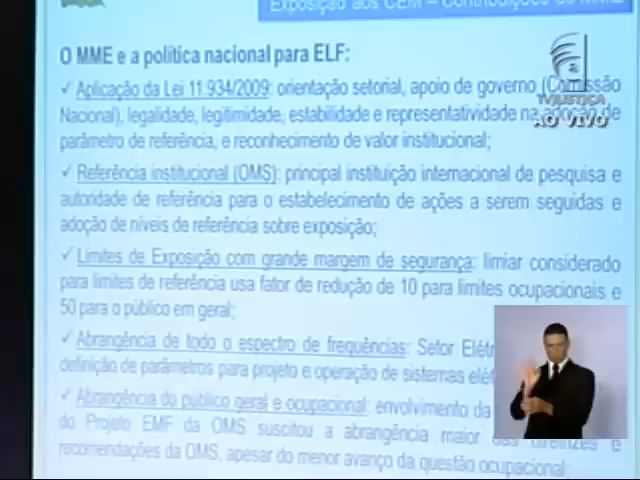 Exposição aos CEM – Contribuições do MME
O MME e a política nacional para ELF:
✓ Aplicação da Lei 11.934/2009: orientação setorial, apoio de governo (Comissão
Nacional), legalidade, legitimidade, estabilidade e representatividade na adoção de
parâmetro de referência, e reconhecimento de valor institucional;
✓ Referência institucional (OMS): principal instituição internacional de pesquisa e
autoridade de referência para o estabelecimento de ações a serem seguidas e
adoção de níveis de referência sobre exposição;
✓ Limites de Exposição com grande margem de segurança: limiar considerado
para limites de referência usa fator de redução de 10 para limites ocupacionais e
50 para o público em geral;
✓ Abrangência de todo o espectro de frequências: Setor Elétr
definição de parâmetros para projeto e operação de sistemas elé
✓ Abrangência do público geral e ocupacional: envolvimento da
do Projeto EMF da OMS suscitou a abrangência maior das diretrizes e
recomendações da OMS, apesar do menor avanço da questão ocupacional;
TV JUSTIÇA
AO VIVO